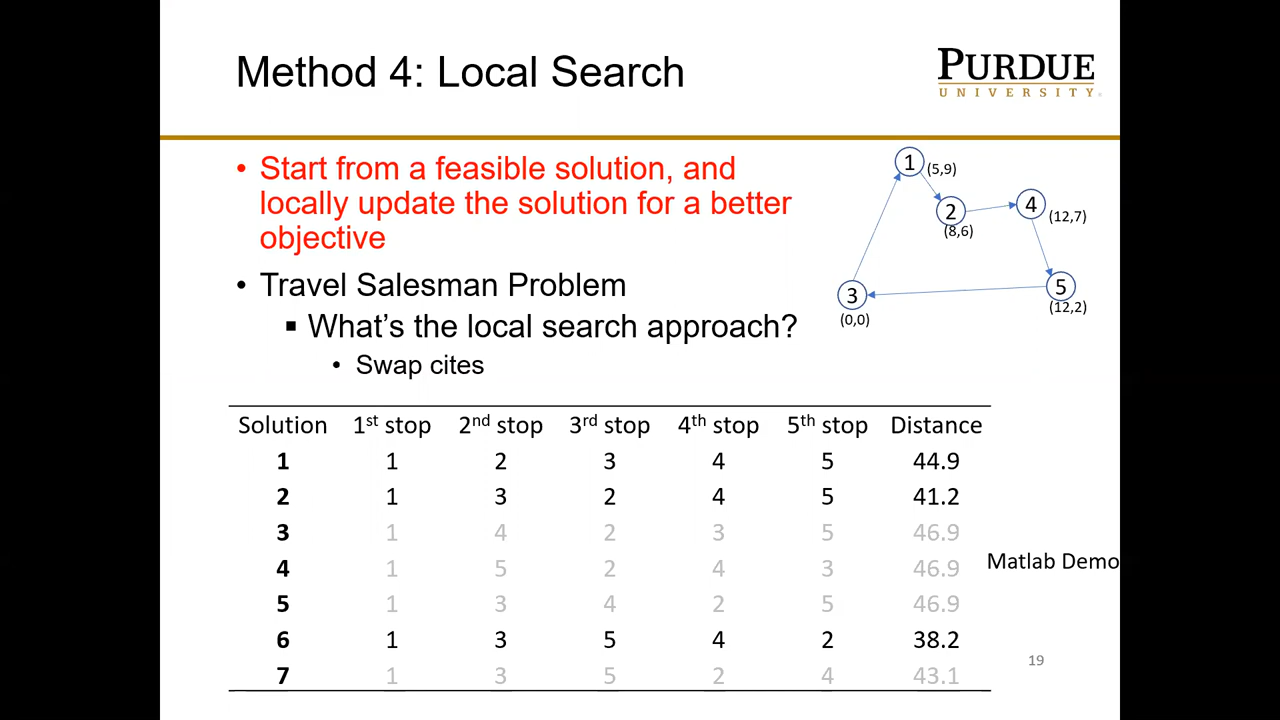 Method 4: Local Search
PURDUE
UNIVERSITY
• Start from a feasible solution, and
locally update the solution for a better
objective
• Travel Salesman Problem
▪ What's the local search approach?
• Swap cites
1
(5,9)
2
(8,6)
4
(12,7)
3
(0,0)
5
(12,2)
Solution 1st stop 2nd stop 3rd stop 4th stop 5th stop Distance
1 1 2 3 4 5 44.9
2 1 3 2 4 5 41.2
3 1 4 2 3 5 46.9
4 1 5 2 4 3 46.9
5 1 3 4 2 5 46.9
6 1 3 5 4 2 38.2
7 1 3 5 2 4 43.1
Matlab Demo
19